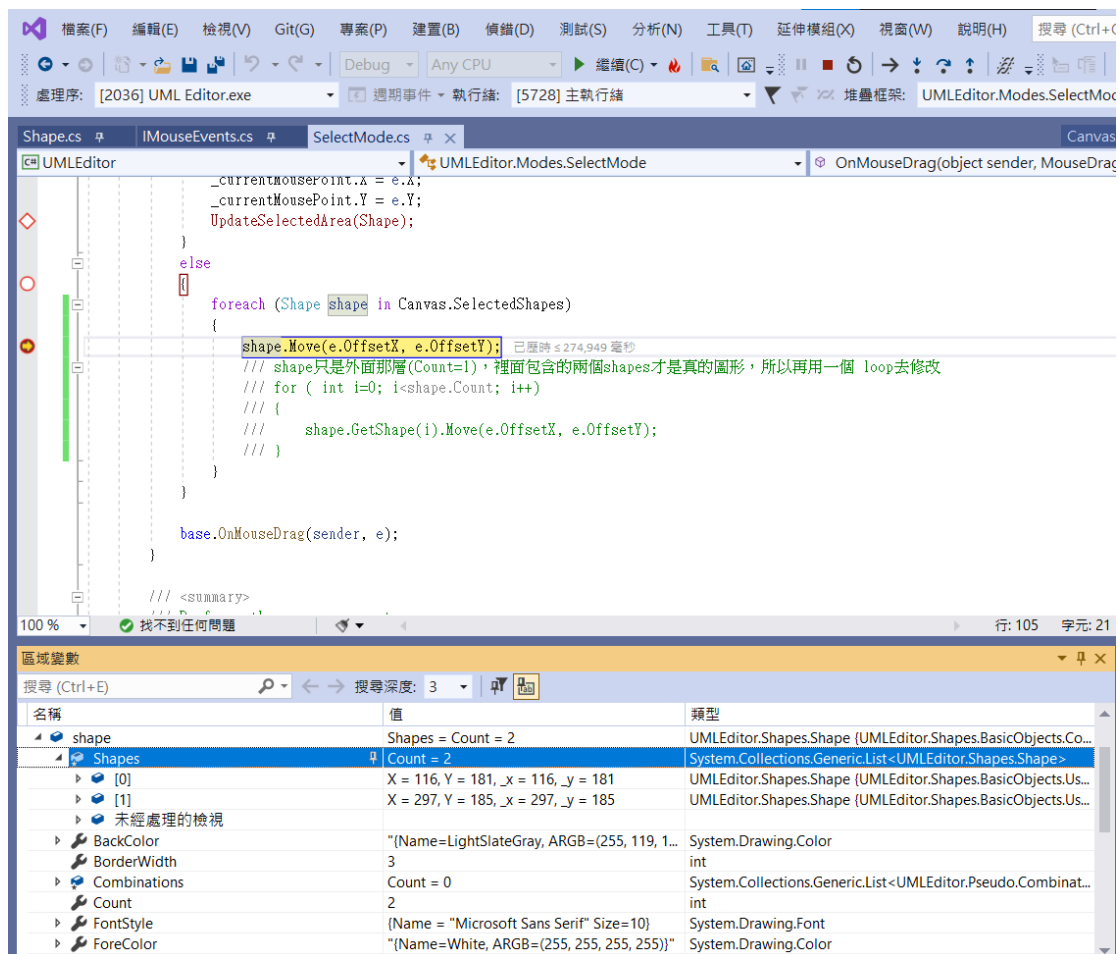 檔案(F) 編輯(E) 檢視(V) Git(G) 專案(P) 建置(B) 偵錯(D) 測試(S) 分析(N) 工具(T) 延伸模組(X) 視窗(W) 說明(H) 搜尋 (Ctrl+
Debug Any CPU 繼續(C)
處理序: [2036] UML Editor.exe 週期事件 執行緒: [5728] 主執行緒 堆疊框架: UMLEditor.Modes.SelectMod
Shape.cs IMouseEvents.cs SelectMode.cs Canvas
C# UMLEditor UMLEditor.Modes.SelectMode OnMouseDrag(object sender, MouseDrag
_currentMousePoint.X = e.X;
_currentMousePoint.Y = e.Y;
UpdateSelectedArea(Shape);
}
else
{
foreach (Shape shape in Canvas.SelectedShapes)
{
shape.Move(e.OffsetX, e.OffsetY); 已歷時 ≤ 274,949 毫秒
/// shape只是外面那層(Count=1)，裡面包含的兩個shapes才是真的圖形，所以再用一個 loop去修改
/// for ( int i=0; i<shape.Count; i++)
/// {
/// shape.GetShape(i).Move(e.OffsetX, e.OffsetY);
/// }
}
}
base.OnMouseDrag(sender, e);
}
/// <summary>
100 % 找不到任何問題 行: 105 字元: 21
區域變數
搜尋 (Ctrl+E) 搜尋深度: 3
名稱 值 類型
shape Shapes = Count = 2 UMLEditor.Shapes.Shape {UMLEditor.Shapes.BasicObjects.Co...
Shapes Count = 2 System.Collections.Generic.List<UMLEditor.Shapes.Shape>
[0] X = 116, Y = 181, _x = 116, _y = 181 UMLEditor.Shapes.Shape {UMLEditor.Shapes.BasicObjects.Us...
[1] X = 297, Y = 185, _x = 297, _y = 185 UMLEditor.Shapes.Shape {UMLEditor.Shapes.BasicObjects.Us...
未經處理的檢視
BackColor "{Name=LightSlateGray, ARGB=(255, 119, 1... System.Drawing.Color
BorderWidth 3 int
Combinations Count = 0 System.Collections.Generic.List<UMLEditor.Pseudo.Combinat...
Count 2 int
FontStyle {Name = "Microsoft Sans Serif" Size=10} System.Drawing.Font
ForeColor "{Name=White, ARGB=(255, 255, 255, 255)}" System.Drawing.Color